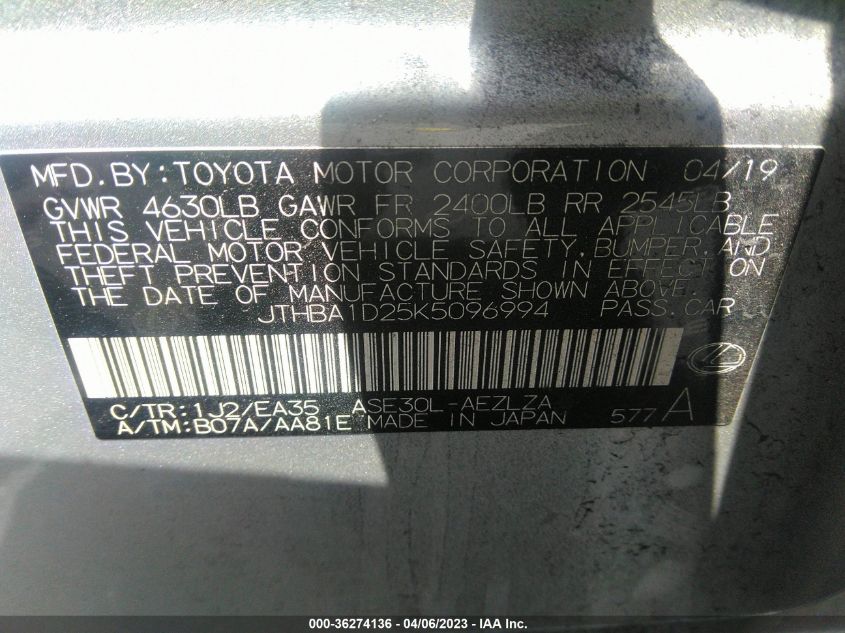 MFD.BY:TOYOTA MOTOR CORPORATION 04/19
GVWR 4630LB GAWR FR 2400LB RR 2545LB
THIS VEHICLE CONFORMS TO ALL APPLICABLE
FEDERAL MOTOR VEHICLE SAFETY, BUMPER, AND
THEFT PREVENTION STANDARDS IN EFFECT ON
THE DATE OF MANUFACTURE SHOWN ABOVE.
JTHBA1D25K5096994 PASS.CAR
C/TR:1J2/EA35 ASE30L-AEZLZA
A/TM:B07A/AA81E MADE IN JAPAN 577A
000-36274136 - 04/06/2023 - IAA Inc.